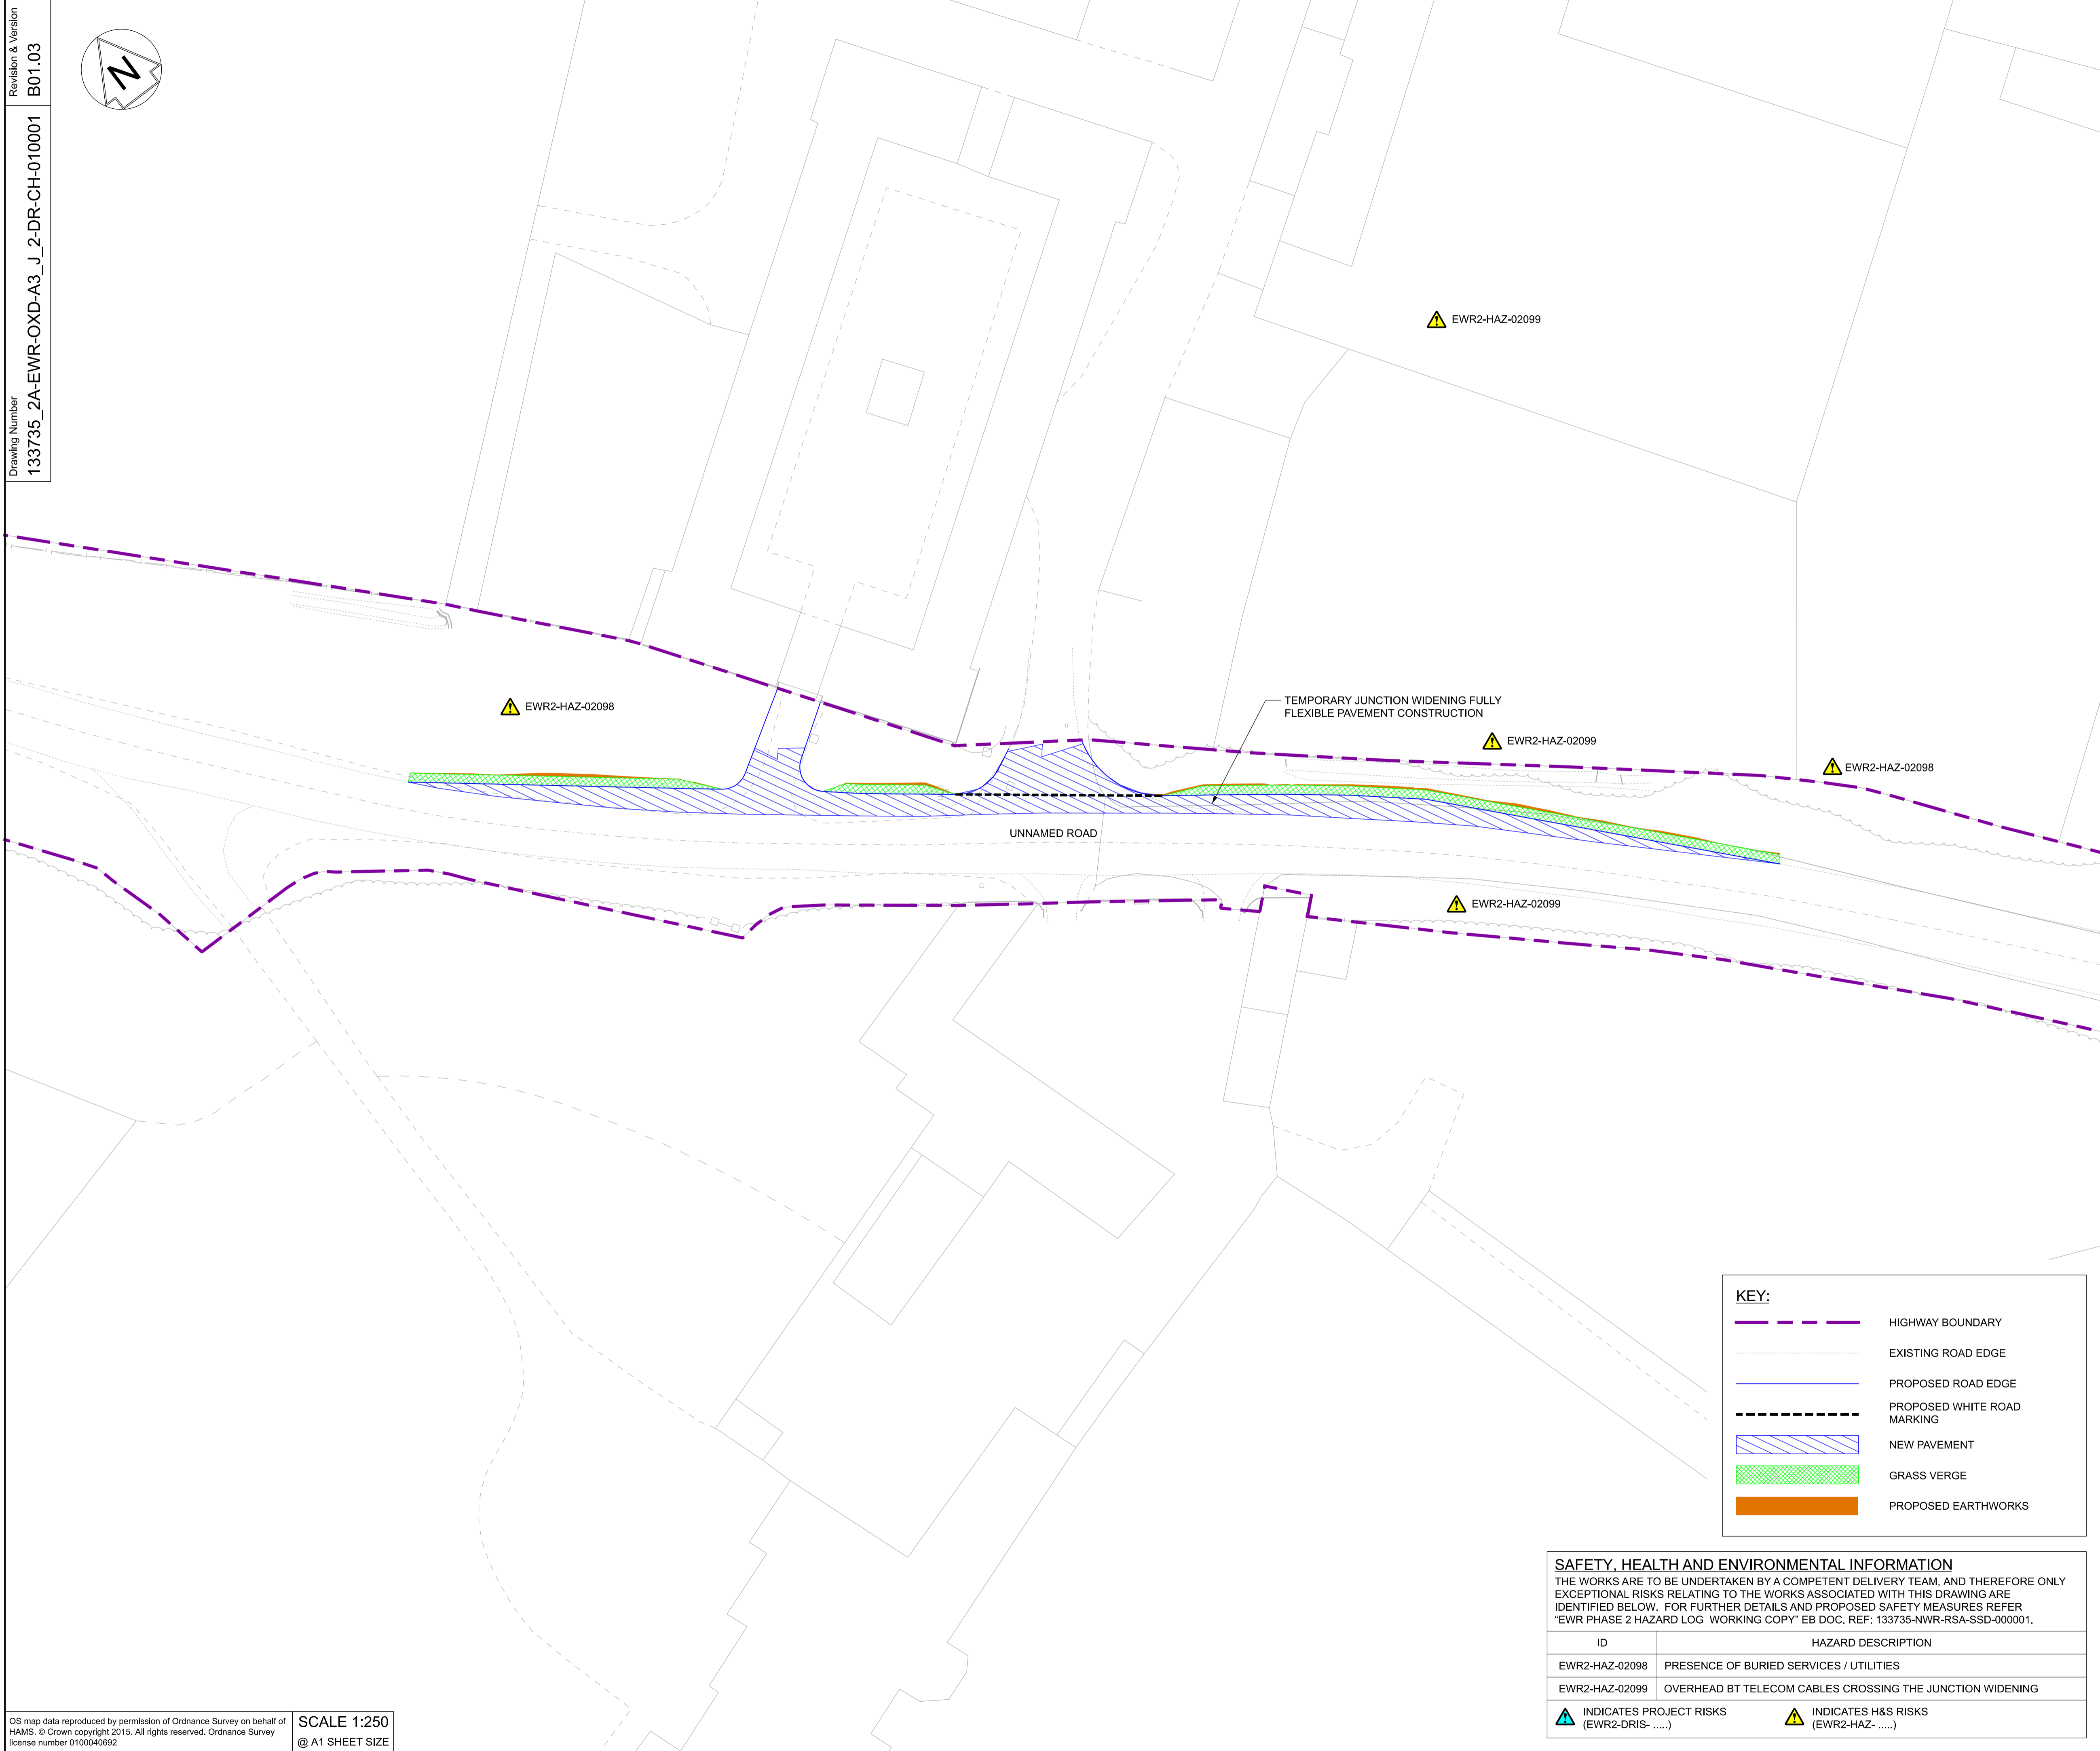 Revision & Version
B01.03
Drawing Number
133735_2A-EWR-OXD-A3_J_2-DR-CH-010001
N
EWR2-HAZ-02099
EWR2-HAZ-02098
TEMPORARY JUNCTION WIDENING FULLY
FLEXIBLE PAVEMENT CONSTRUCTION
EWR2-HAZ-02099
EWR2-HAZ-02098
UNNAMED ROAD
EWR2-HAZ-02099
KEY:
HIGHWAY BOUNDARY
EXISTING ROAD EDGE
PROPOSED ROAD EDGE
PROPOSED WHITE ROAD
MARKING
NEW PAVEMENT
GRASS VERGE
PROPOSED EARTHWORKS
SAFETY, HEALTH AND ENVIRONMENTAL INFORMATION
THE WORKS ARE TO BE UNDERTAKEN BY A COMPETENT DELIVERY TEAM, AND THEREFORE ONLY
EXCEPTIONAL RISKS RELATING TO THE WORKS ASSOCIATED WITH THIS DRAWING ARE
IDENTIFIED BELOW. FOR FURTHER DETAILS AND PROPOSED SAFETY MEASURES REFER
“EWR PHASE 2 HAZARD LOG WORKING COPY” EB DOC. REF: 133735-NWR-RSA-SSD-000001.
ID HAZARD DESCRIPTION
EWR2-HAZ-02098 PRESENCE OF BURIED SERVICES / UTILITIES
EWR2-HAZ-02099 OVERHEAD BT TELECOM CABLES CROSSING THE JUNCTION WIDENING
INDICATES PROJECT RISKS
(EWR2-DRIS- .....)
INDICATES H&S RISKS
(EWR2-HAZ- .....)
OS map data reproduced by permission of Ordnance Survey on behalf of
HAMS. © Crown copyright 2015. All rights reserved. Ordnance Survey
license number 0100040692
SCALE 1:250
@ A1 SHEET SIZE